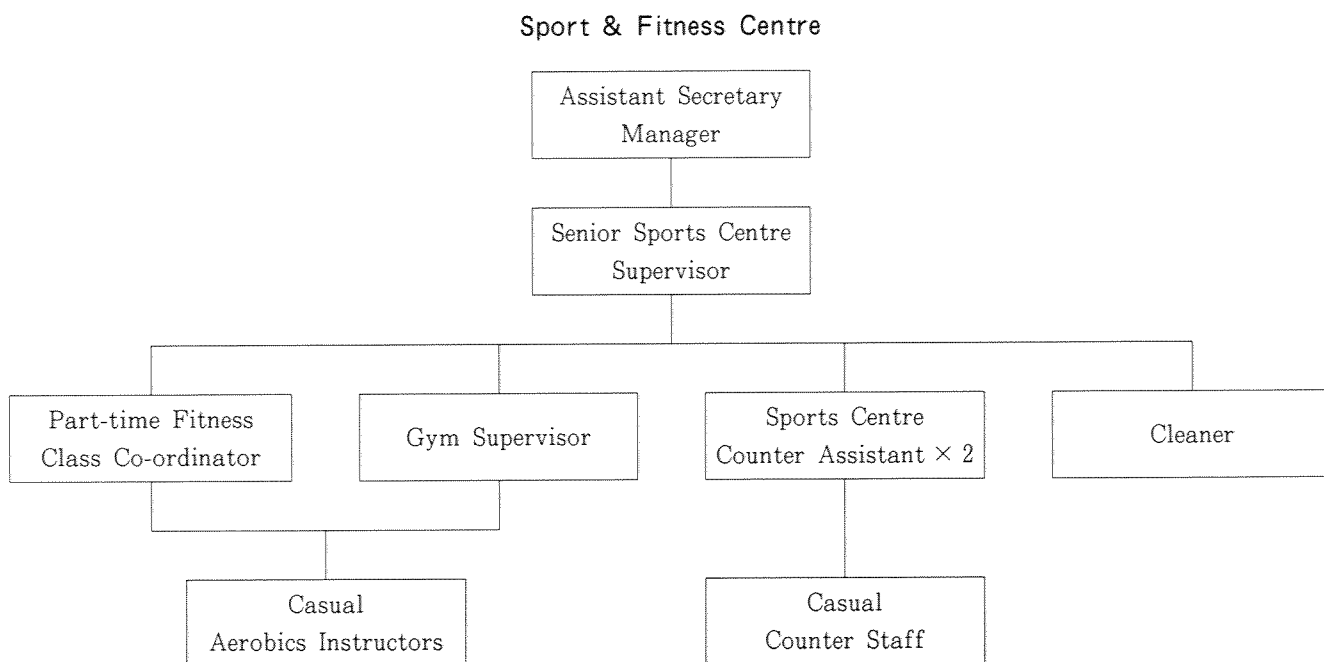 Sport & Fitness Centre
Assistant Secretary
Manager
Senior Sports Centre
Supervisor
Part-time Fitness
Class Co-ordinator
Gym Supervisor
Sports Centre
Counter Assistant × 2
Cleaner
Casual
Aerobics Instructors
Casual
Counter Staff